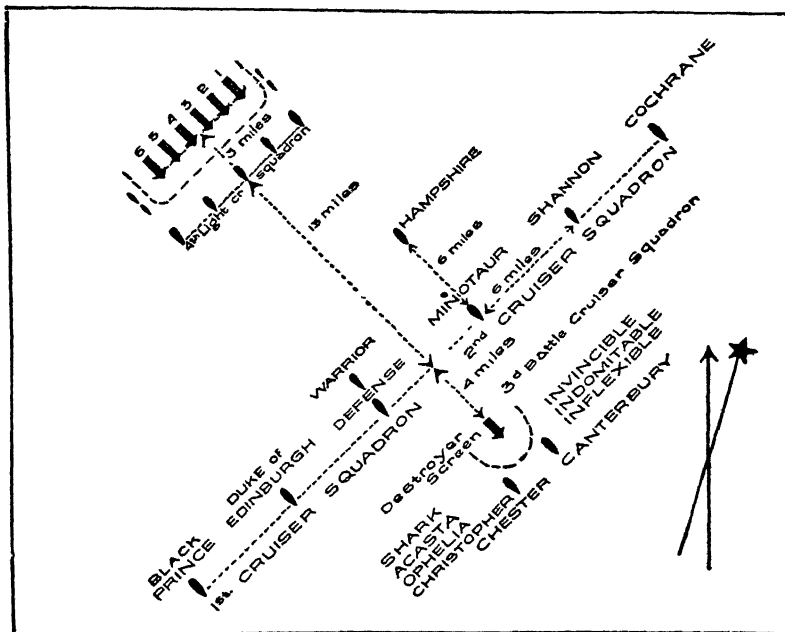 6 5 4 3 2
3 miles
4th Light cr squadron
13 miles
HAMPSHIRE
6 miles
MINOTAUR
6 miles
SHANNON
COCHRANE
2nd CRUISER SQUADRON
4 miles
3d Battle Cruiser Squadron
INVINCIBLE
INDOMITABLE
INFLEXIBLE
CANTERBURY
WARRIOR
DEFENSE
DUKE OF
EDINBURGH
BLACK
PRINCE
1st. CRUISER SQUADRON
Destroyer
Screen
SHARK
ACASTA
OPHELIA
CHRISTOPHER
CHESTER